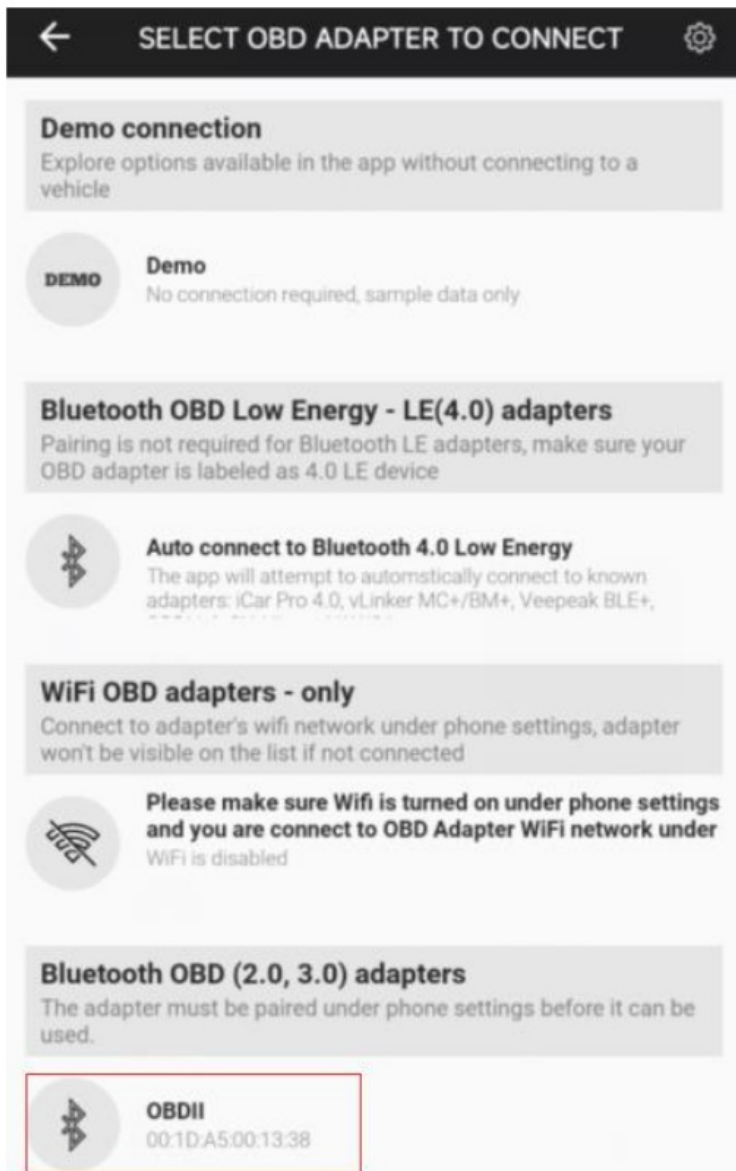 SELECT OBD ADAPTER TO CONNECT
Demo connection
Explore options available in the app without connecting to a
vehicle
DEMO
Demo
No connection required, sample data only
Bluetooth OBD Low Energy - LE(4.0) adapters
Pairing is not required for Bluetooth LE adapters, make sure your
OBD adapter is labeled as 4.0 LE device
Auto connect to Bluetooth 4.0 Low Energy
The app will attempt to automstically connect to known
adapters: iCar Pro 4.0, vLinker MC+/BM+, Veepeak BLE+,
WiFi OBD adapters - only
Connect to adapter's wifi network under phone settings, adapter
won't be visible on the list if not connected
Please make sure Wifi is turned on under phone settings
and you are connect to OBD Adapter WiFi network under
WiFi is disabled
Bluetooth OBD (2.0, 3.0) adapters
The adapter must be paired under phone settings before it can be
used.
OBDII
00:1D:A5:00:13:38